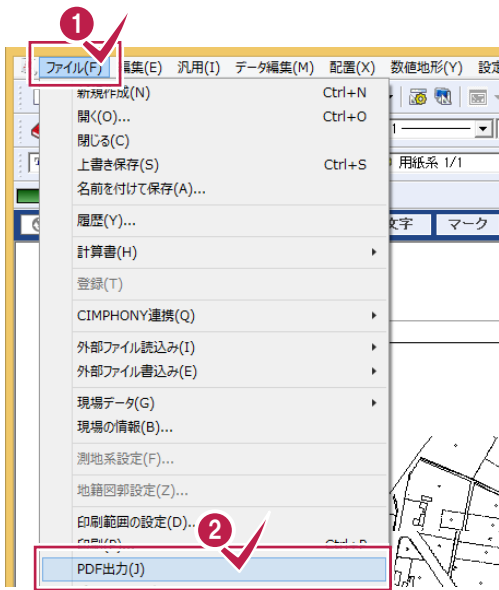 1
ファイル(F) 編集(E) 汎用(I) データ編集(M) 配置(X) 数値地形(Y) 設定
新規作成(N) Ctrl+N
開く(O)... Ctrl+O
閉じる(C)
上書き保存(S) Ctrl+S
用紙系 1/1
名前を付けて保存(A)...
履歴(Y)...
文字 マーク
計算書(H)
登録(T)
CIMPHONY連携(Q)
外部ファイル読込み(I)
外部ファイル書込み(E)
現場データ(G)
現場の情報(B)...
測地系設定(F)...
地籍図郭設定(Z)...
印刷範囲の設定(D)...
2
印刷(P)... Ctrl+P
PDF出力(J)